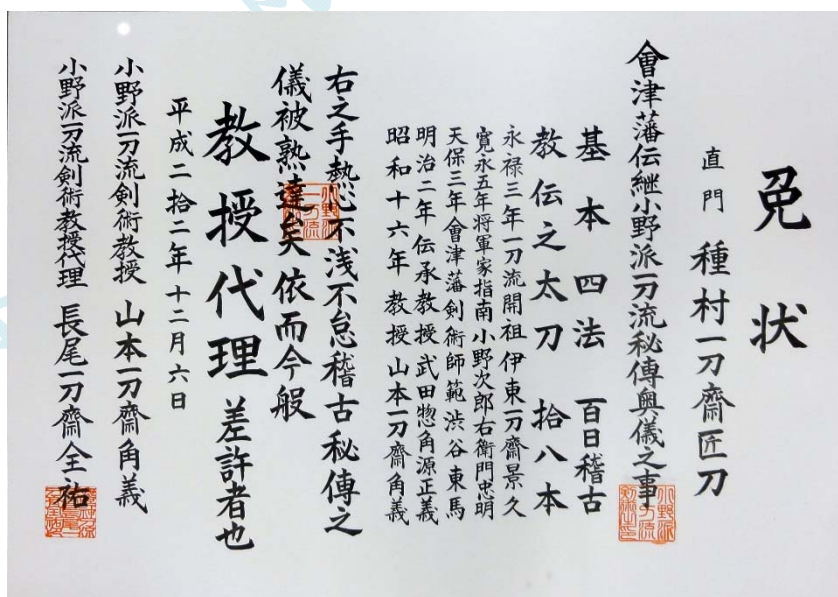 免状
直門 種村一刀齋匠刀
會津藩伝継小野派一刀流秘傳奥儀之事
基本四法 百日稽古
教伝之太刀 拾八本
永禄三年一刀流開祖伊東一刀齋景久
寛永五年将軍家指南小野次郎右衛門忠明
天保三年會津藩剣術師範渋谷東馬
明治二年伝承教授武田惣角源正義
昭和十六年教授山本一刀齋角義
右之手熱心不浅不怠稽古秘傳之
儀被熟達矣依而今般
教授代理差許者也
平成二拾二年十二月六日
小野派一刀流剣術教授 山本一刀齋角義
小野派一刀流剣術教授代理 長尾一刀齋全祐